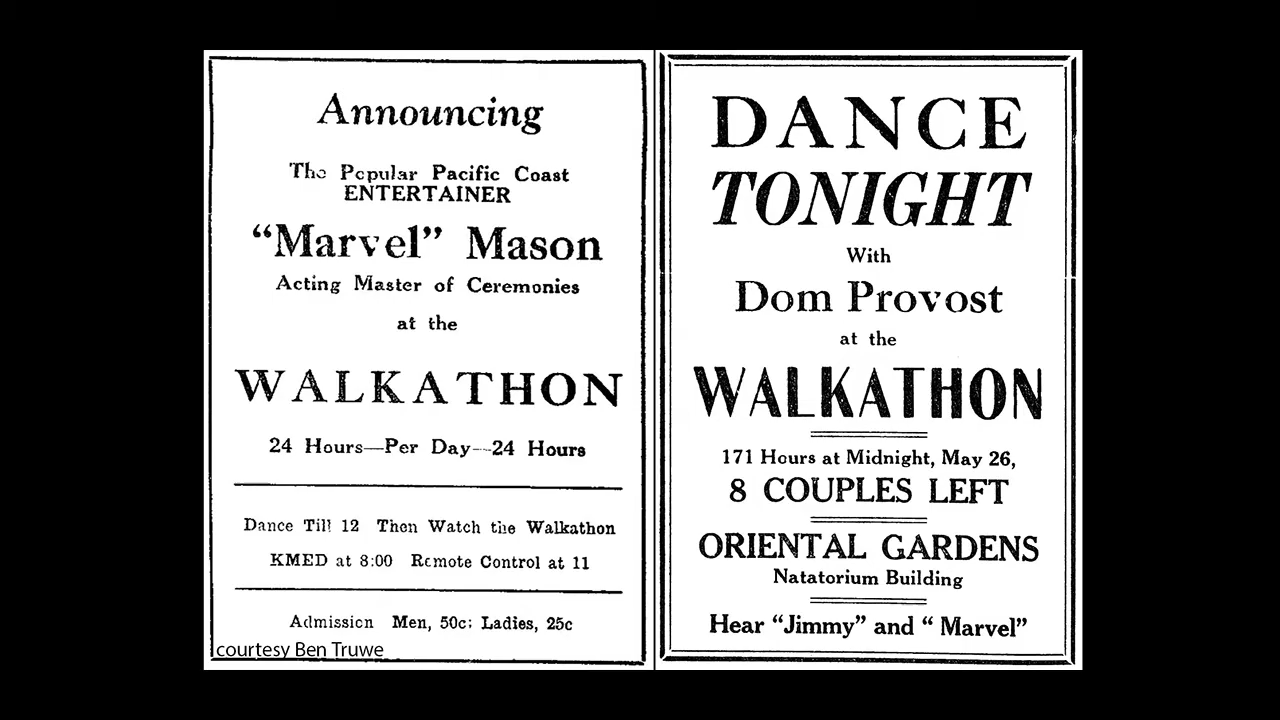 Announcing
The Popular Pacific Coast
ENTERTAINER
“Marvel” Mason
Acting Master of Ceremonies
at the
WALKATHON
24 Hours—Per Day—24 Hours
Dance Till 12 Then Watch the Walkathon
KMED at 8:00 Remote Control at 11
Admission Men, 50c; Ladies, 25c
courtesy Ben Truwe
DANCE
TONIGHT
With
Dom Provost
at the
WALKATHON
171 Hours at Midnight, May 26,
8 COUPLES LEFT
ORIENTAL GARDENS
Natatorium Building
Hear “Jimmy” and “ Marvel”